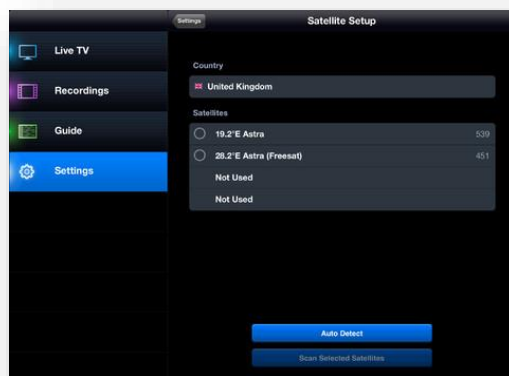 Settings
Satellite Setup
Live TV
Recordings
Guide
Settings
Country
United Kingdom
Satellites
19.2°E Astra 539
28.2°E Astra (Freesat) 451
Not Used
Not Used
Auto Detect
Scan Selected Satellites